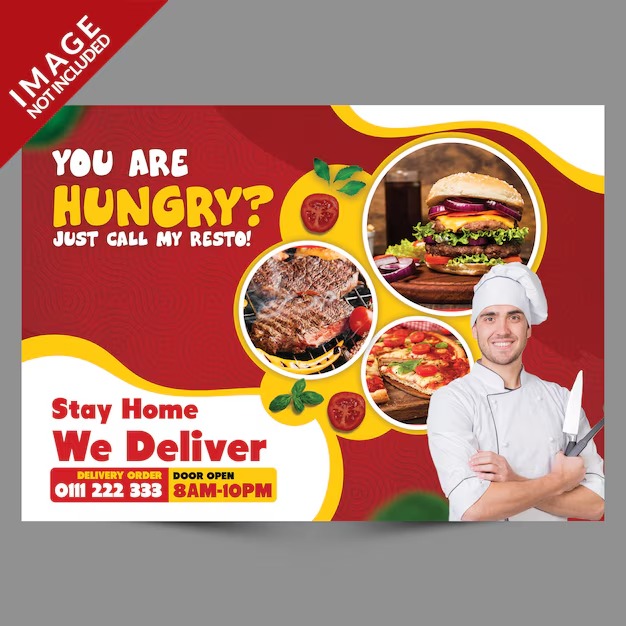 IMAGE
NOT INCLUDED
YOU ARE
HUNGRY?
JUST CALL MY RESTO!
Stay Home
We Deliver
DELIVERY ORDER
0111 222 333
DOOR OPEN
8AM-10PM